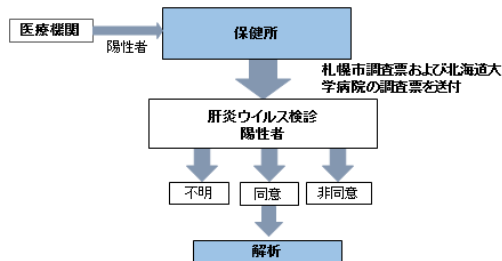 医療機関
陽性者
保健所
札幌市調査票および北海道大
学病院の調査票を送付
肝炎ウイルス検診
陽性者
不明
同意
非同意
解析